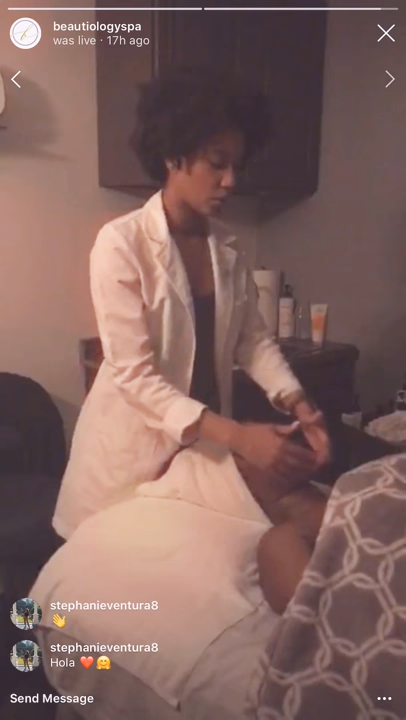 beautiologyspa
was live · 17h ago
stephanieventura8
👋
stephanieventura8
Hola ❤️🤗
Send Message